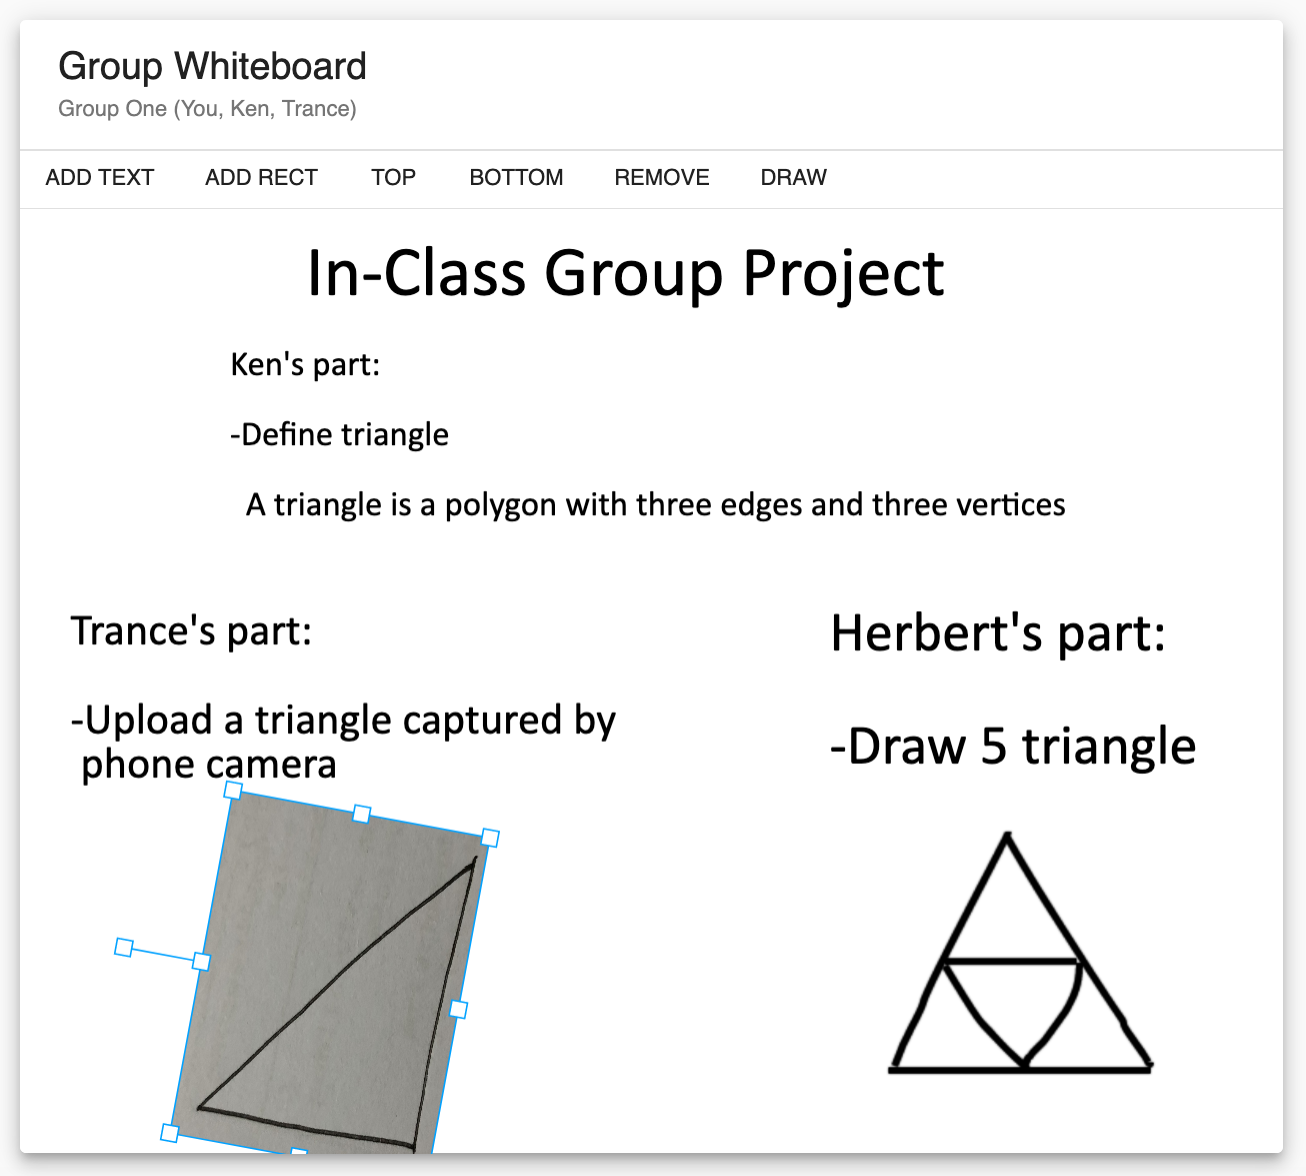 Group Whiteboard
Group One (You, Ken, Trance)
ADD TEXT ADD RECT TOP BOTTOM REMOVE DRAW
In-Class Group Project
Ken's part:
-Define triangle
A triangle is a polygon with three edges and three vertices
Trance's part:
-Upload a triangle captured by
phone camera
Herbert's part:
-Draw 5 triangle